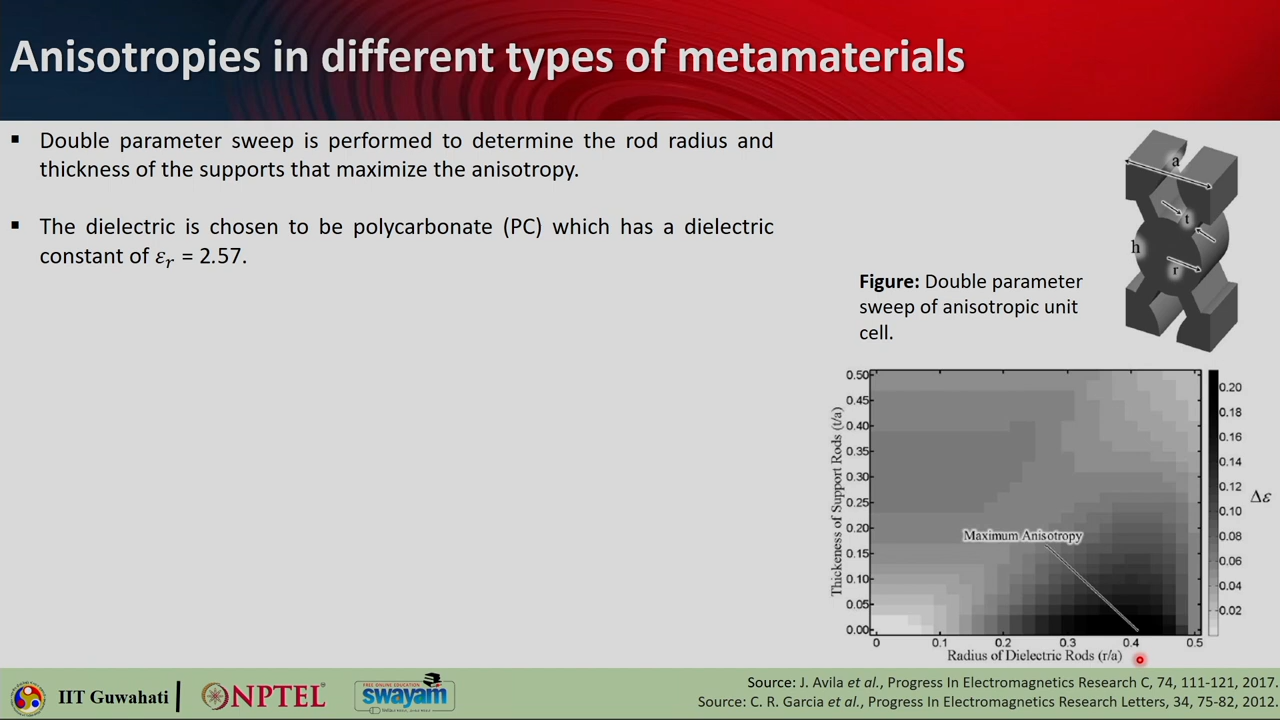 Anisotropies in different types of metamaterials
▪ Double parameter sweep is performed to determine the rod radius and
thickness of the supports that maximize the anisotropy.
▪ The dielectric is chosen to be polycarbonate (PC) which has a dielectric
constant of εr = 2.57.
a
t
h
r
Figure: Double parameter
sweep of anisotropic unit
cell.
Thickeness of Support Rods (t/a)
0.50
0.45
0.40
0.35
0.30
0.25
0.20
0.15
0.10
0.05
0.00
Maximum Anisotropy
0 0.1 0.2 0.3 0.4 0.5
Radius of Dielectric Rods (r/a)
0.20
0.18
0.16
0.14
0.12
0.10
0.08
0.06
0.04
0.02
Δε
IIT Guwahati
NPTEL
FREE ONLINE EDUCATION
swayam
Source: J. Avila et al., Progress In Electromagnetics Research C, 74, 111-121, 2017.
Source: C. R. Garcia et al., Progress In Electromagnetics Research Letters, 34, 75-82, 2012.